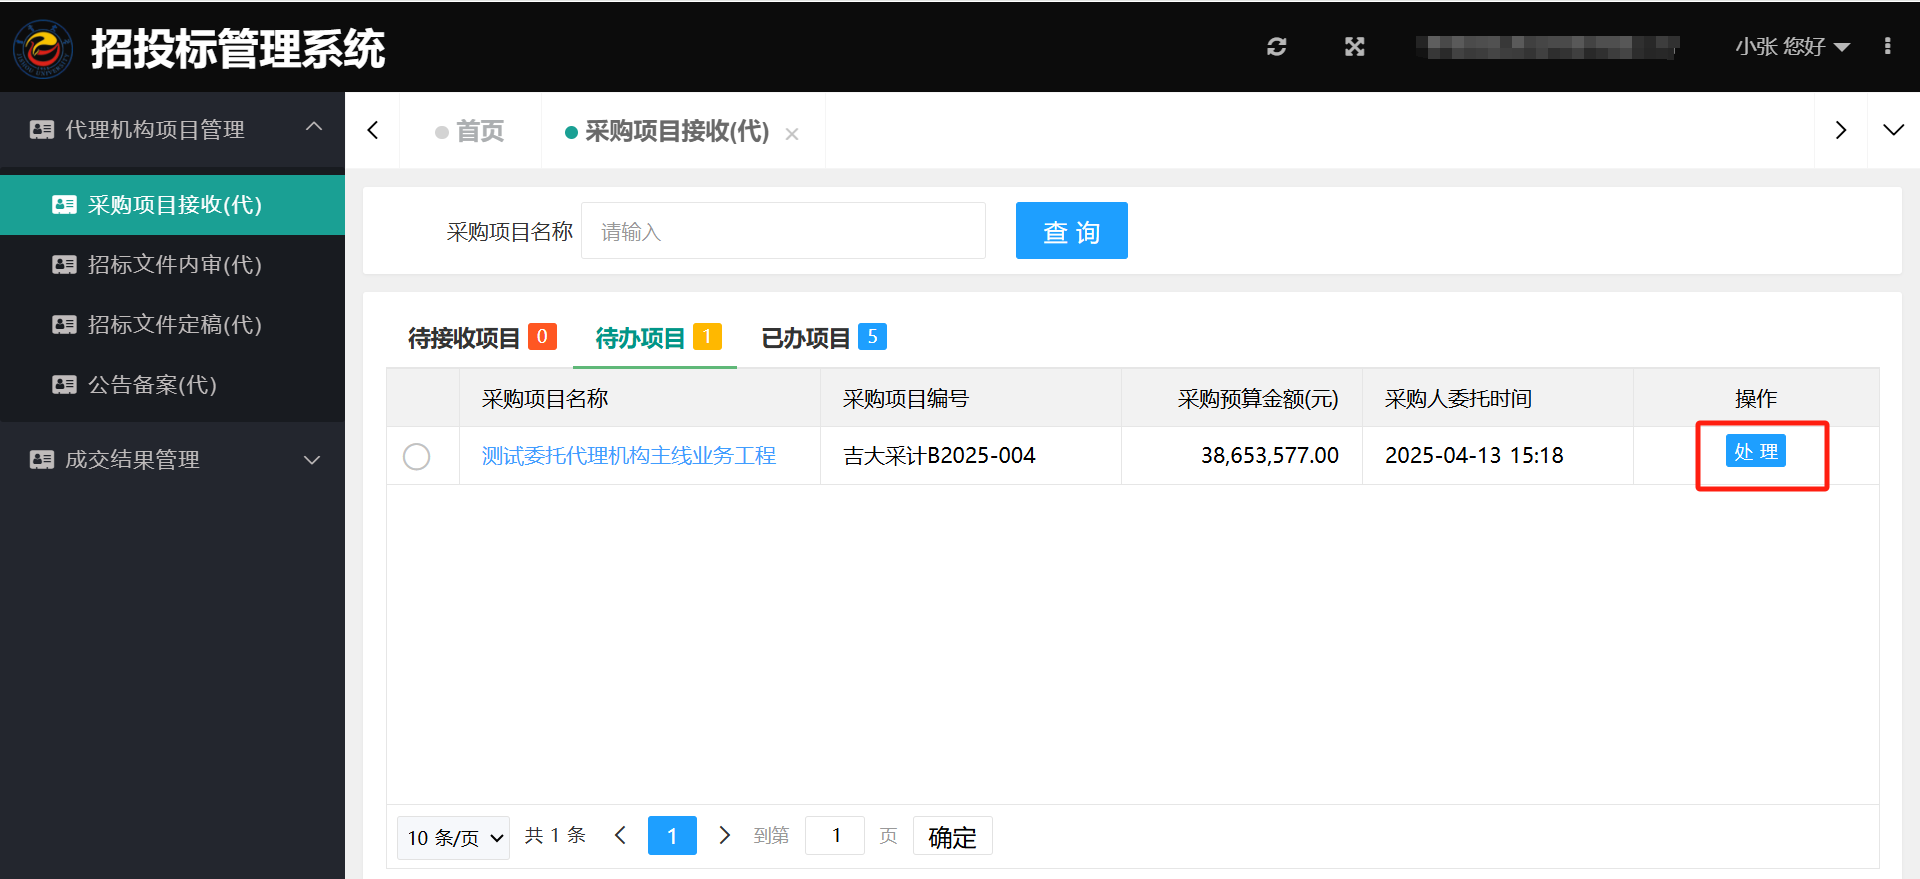 招投标管理系统
小张 您好
代理机构项目管理
采购项目接收(代)
招标文件内审(代)
招标文件定稿(代)
公告备案(代)
成交结果管理
首页
采购项目接收(代)
采购项目名称
请输入
查 询
待接收项目 0
待办项目 1
已办项目 5
采购项目名称 采购项目编号 采购预算金额(元) 采购人委托时间 操作
测试委托代理机构主线业务工程 吉大采计B2025-004 38,653,577.00 2025-04-13 15:18 处 理
10 条/页 共 1 条 1 到第 1 页 确定